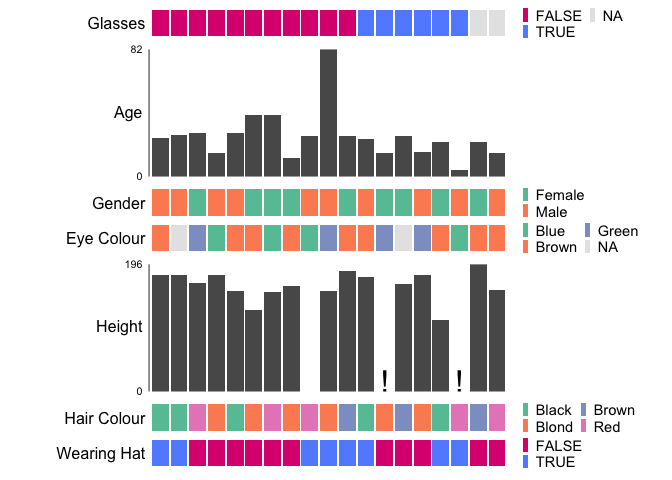 Glasses FALSE NA
TRUE
82
Age
0
Gender Female
Male
Eye Colour Blue Green
Brown NA
196
Height
! !
0
Hair Colour Black Brown
Blond Red
Wearing Hat FALSE
TRUE